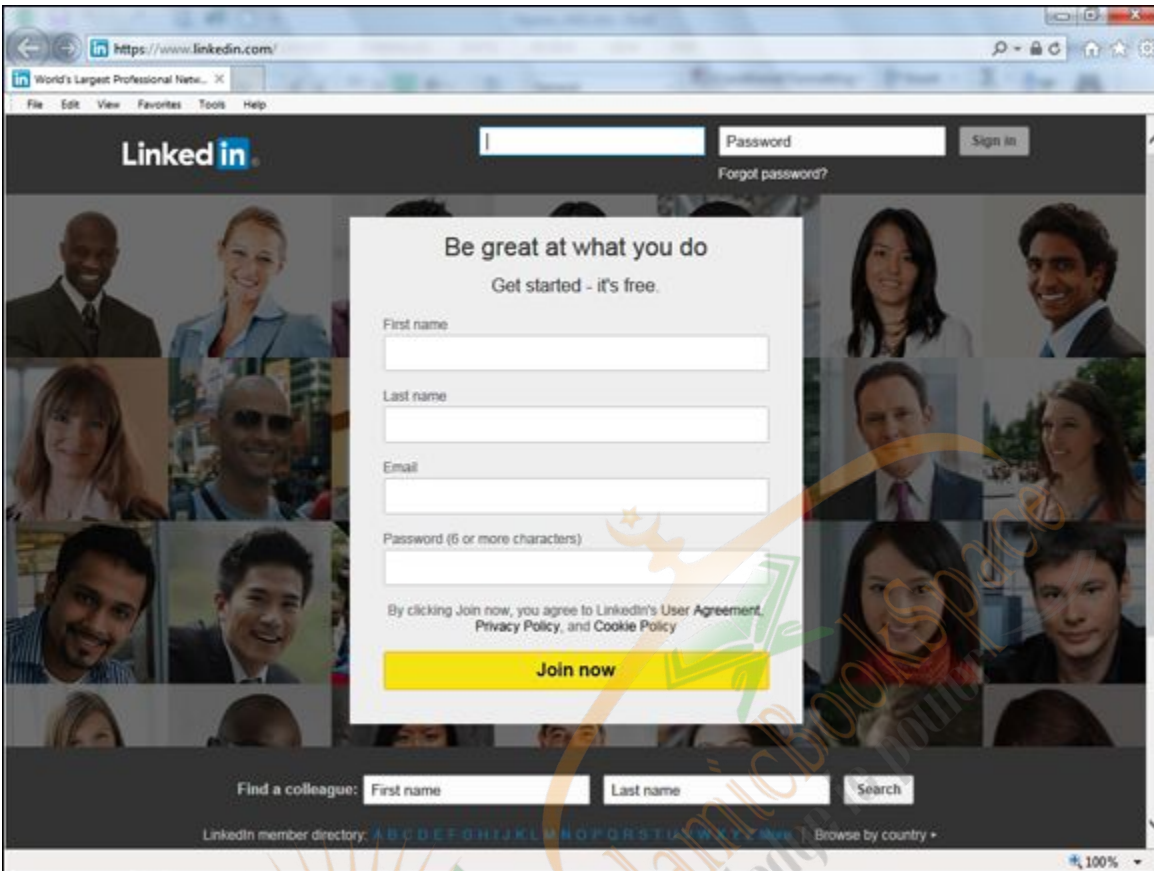 https://www.linkedin.com/
World's Largest Professional Netw...
File Edit View Favorites Tools Help
Linked in
Password
Sign in
Forgot password?
Be great at what you do
Get started - it's free.
First name
Last name
Email
Password (6 or more characters)
By clicking Join now, you agree to LinkedIn's User Agreement,
Privacy Policy, and Cookie Policy
Join now
Find a colleague: First name Last name Search
LinkedIn member directory: A B C D E F G H I J K L M N O P Q R S T U V W X Y Z More | Browse by country
100%